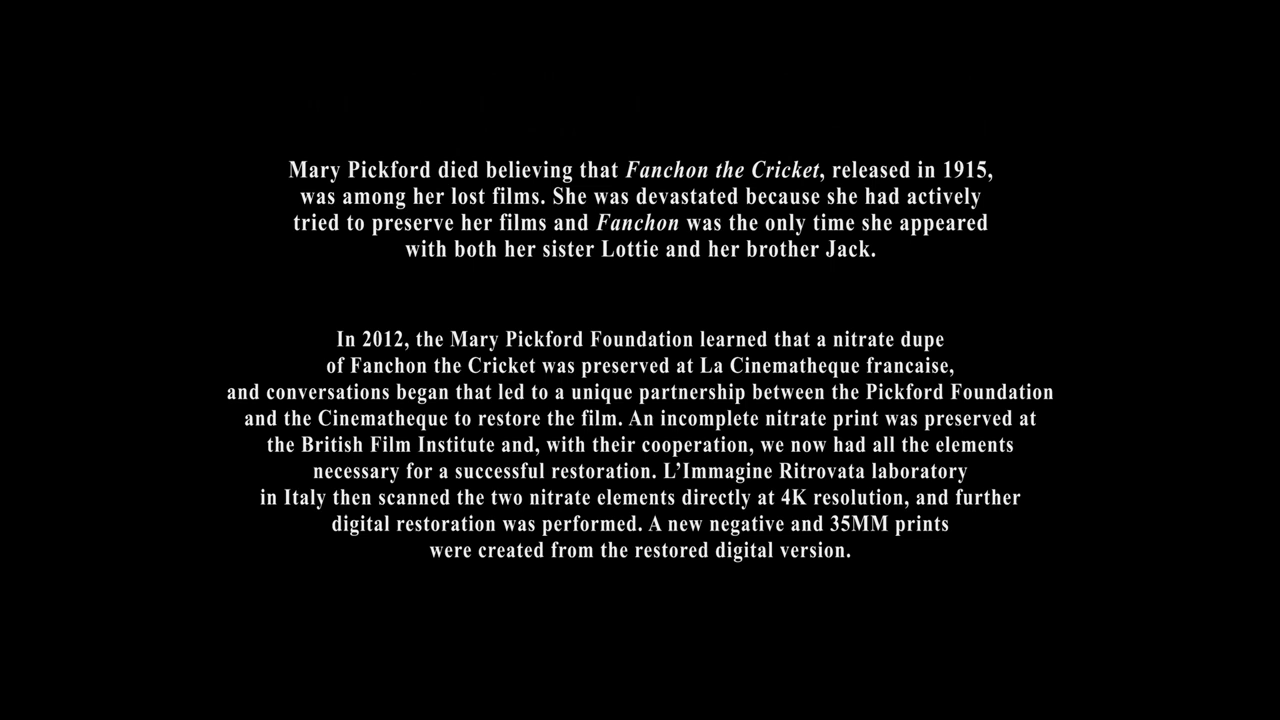 Mary Pickford died believing that Fanchon the Cricket, released in 1915,
was among her lost films. She was devastated because she had actively
tried to preserve her films and Fanchon was the only time she appeared
with both her sister Lottie and her brother Jack.
In 2012, the Mary Pickford Foundation learned that a nitrate dupe
of Fanchon the Cricket was preserved at La Cinematheque francaise,
and conversations began that led to a unique partnership between the Pickford Foundation
and the Cinematheque to restore the film. An incomplete nitrate print was preserved at
the British Film Institute and, with their cooperation, we now had all the elements
necessary for a successful restoration. L’Immagine Ritrovata laboratory
in Italy then scanned the two nitrate elements directly at 4K resolution, and further
digital restoration was performed. A new negative and 35MM prints
were created from the restored digital version.